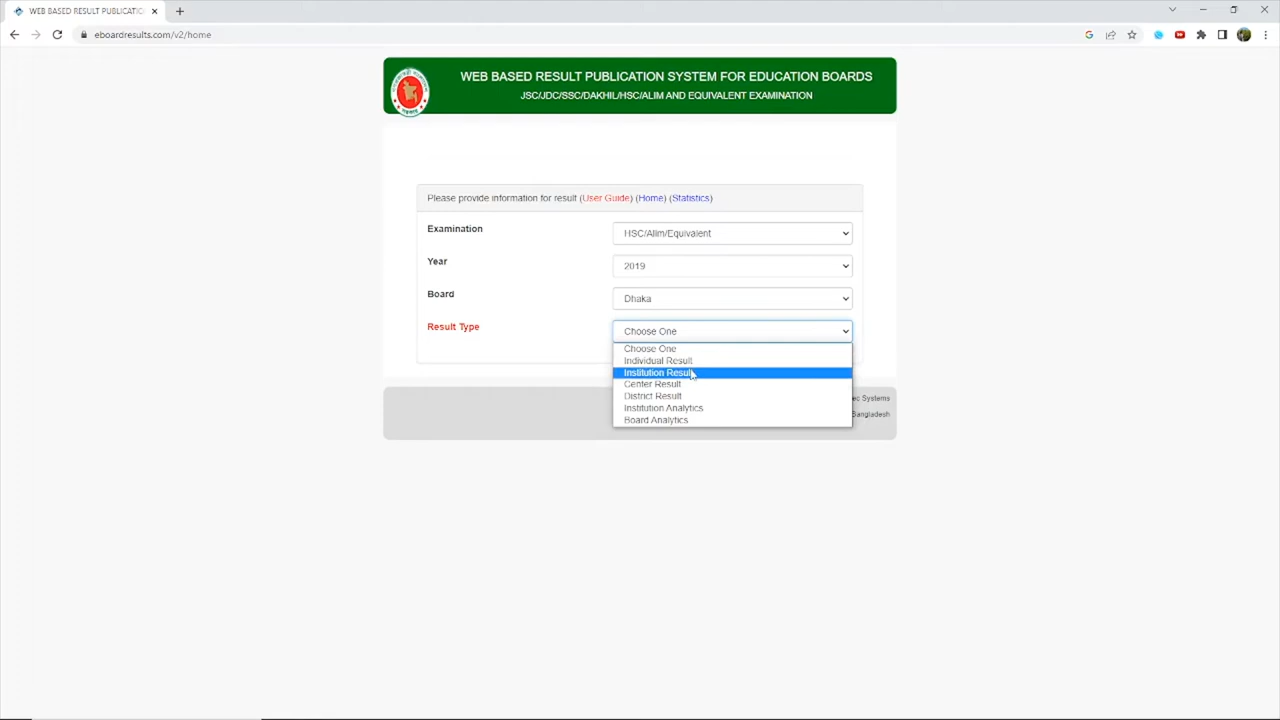 WEB BASED RESULT PUBLICATIO
eboardresults.com/v2/home
WEB BASED RESULT PUBLICATION SYSTEM FOR EDUCATION BOARDS
JSC/JDC/SSC/DAKHIL/HSC/ALIM AND EQUIVALENT EXAMINATION
Please provide information for result (User Guide) (Home) (Statistics)
Examination
HSC/Alim/Equivalent
Year
2019
Board
Dhaka
Result Type
Choose One
Choose One
Individual Result
Institution Result
Center Result
District Result
Institution Analytics
Board Analytics
ec Systems
Bangladesh